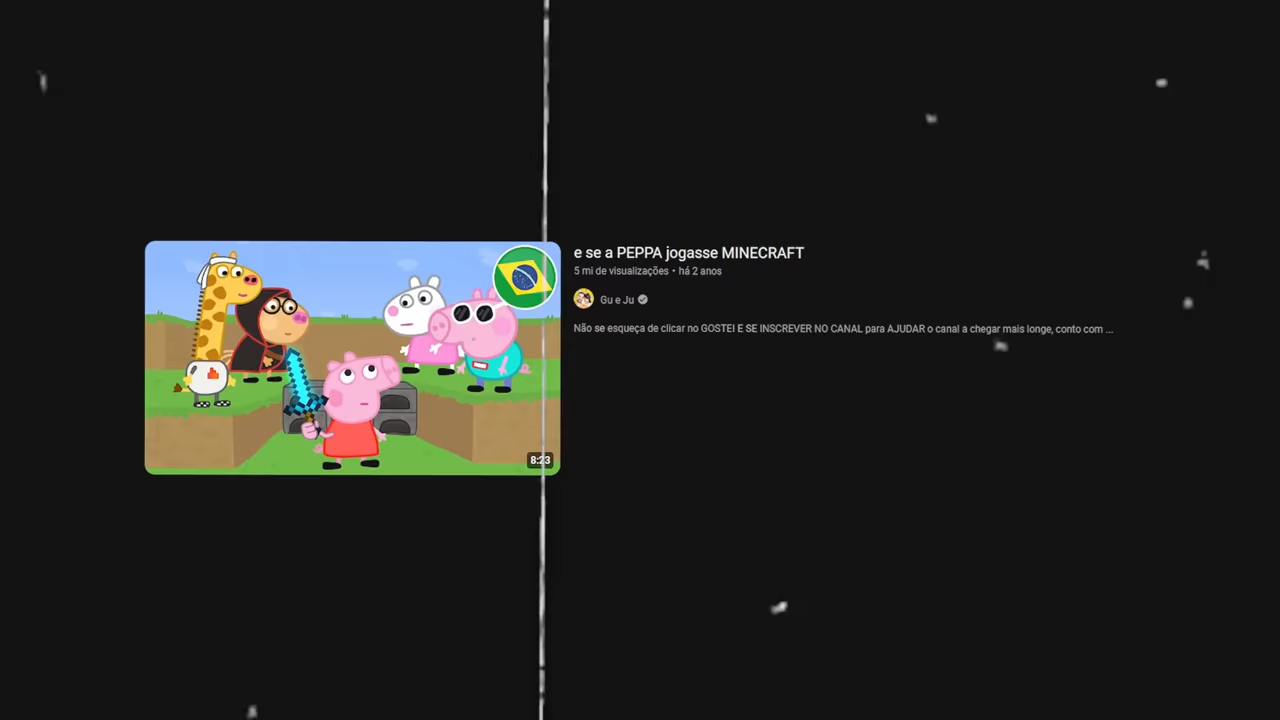 e se a PEPPA jogasse MINECRAFT
5 mi de visualizações • há 2 anos
Gu e Ju
Não se esqueça de clicar no GOSTEI E SE INSCREVER NO CANAL para AJUDAR o canal a chegar mais longe, conto com ...
8:23